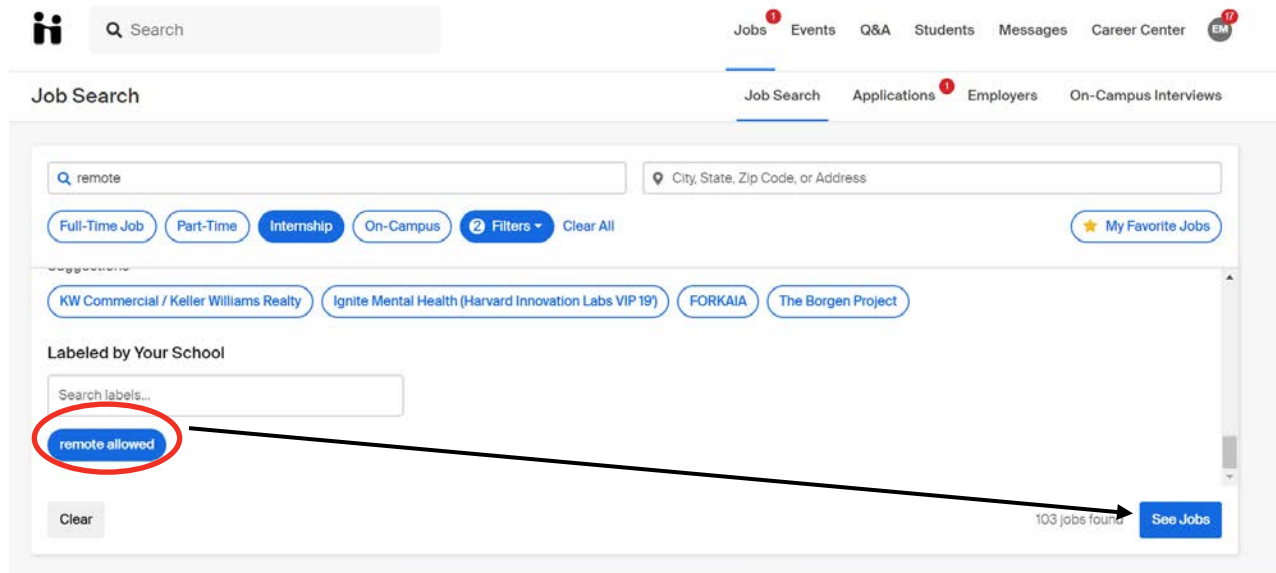 Search
Jobs 1 Events Q&A Students Messages Career Center EM 17
Job Search
Job Search Applications 1 Employers On-Campus Interviews
remote
City, State, Zip Code, or Address
Full-Time Job Part-Time Internship On-Campus 2 Filters Clear All My Favorite Jobs
Suggestions
KW Commercial / Keller Williams Realty Ignite Mental Health (Harvard Innovation Labs VIP 19') FORKAIA The Borgen Project
Labeled by Your School
Search labels...
remote allowed
Clear 103 jobs found See Jobs